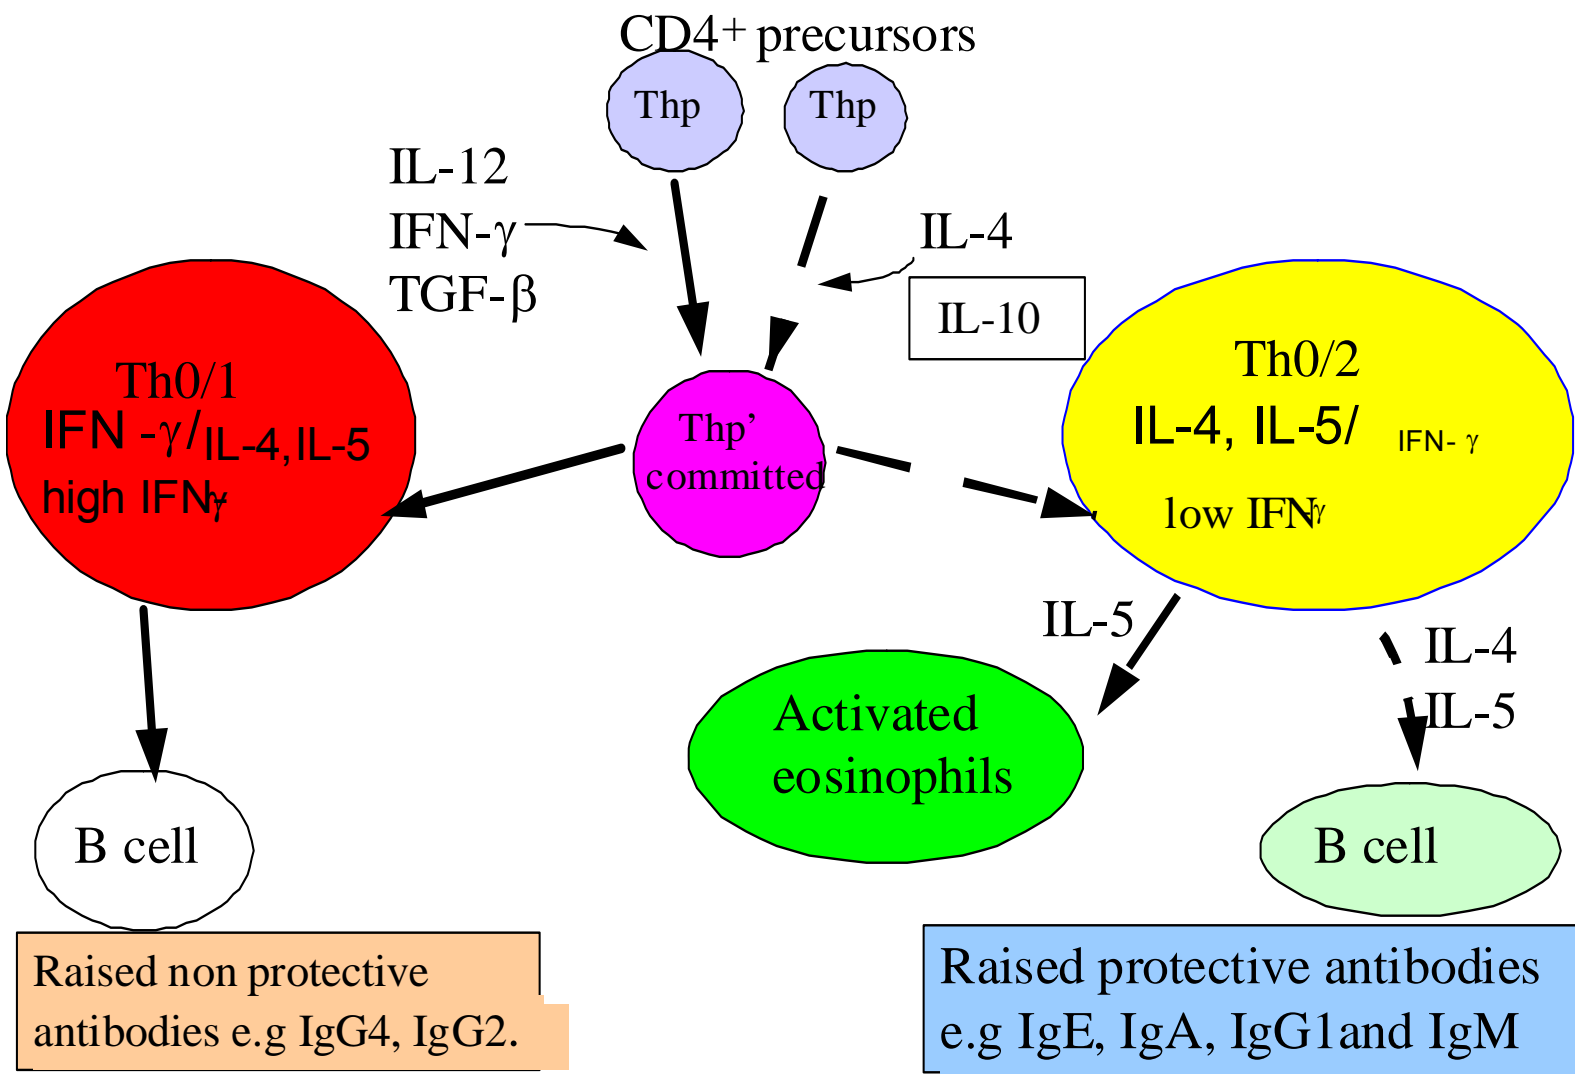 CD4+ precursors
Thp
Thp
IL-12
IFN-γ
TGF-β
IL-4
IL-10
Th0/1
IFN -γ/IL-4, IL-5
high IFNγ
Thp’
committed
Th0/2
IL-4, IL-5/ IFN- γ
low IFN-γ
IL-5
IL-4
IL-5
Activated
eosinophils
B cell
B cell
Raised non protective
antibodies e.g IgG4, IgG2.
Raised protective antibodies
e.g IgE, IgA, IgG1and IgM